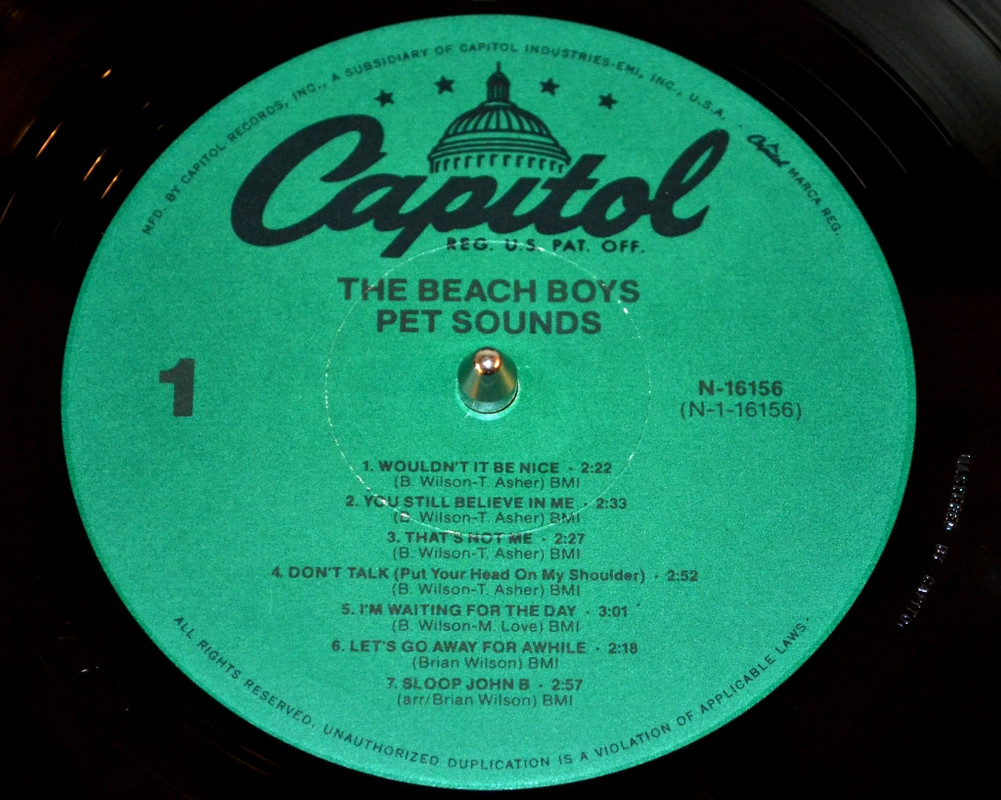 MFD. BY CAPITOL RECORDS, INC., A SUBSIDIARY OF CAPITOL INDUSTRIES-EMI, INC., U.S.A. · Capitol MARCA REG.
Capitol
REG. U.S. PAT. OFF.
THE BEACH BOYS
PET SOUNDS
1
N-16156
(N-1-16156)
1. WOULDN'T IT BE NICE · 2:22
(B. Wilson-T. Asher) BMI
2. YOU STILL BELIEVE IN ME · 2:33
(B. Wilson-T. Asher) BMI
3. THAT'S NOT ME · 2:27
(B. Wilson-T. Asher) BMI
4. DON'T TALK (Put Your Head On My Shoulder) · 2:52
(B. Wilson-T. Asher) BMI
5. I'M WAITING FOR THE DAY · 3:01
(B. Wilson-M. Love) BMI
6. LET'S GO AWAY FOR AWHILE · 2:18
(Brian Wilson) BMI
7. SLOOP JOHN B · 2:57
(arr/Brian Wilson) BMI
ALL RIGHTS RESERVED. UNAUTHORIZED DUPLICATION IS A VIOLATION OF APPLICABLE LAWS.
MASTERED BY CAPITOL